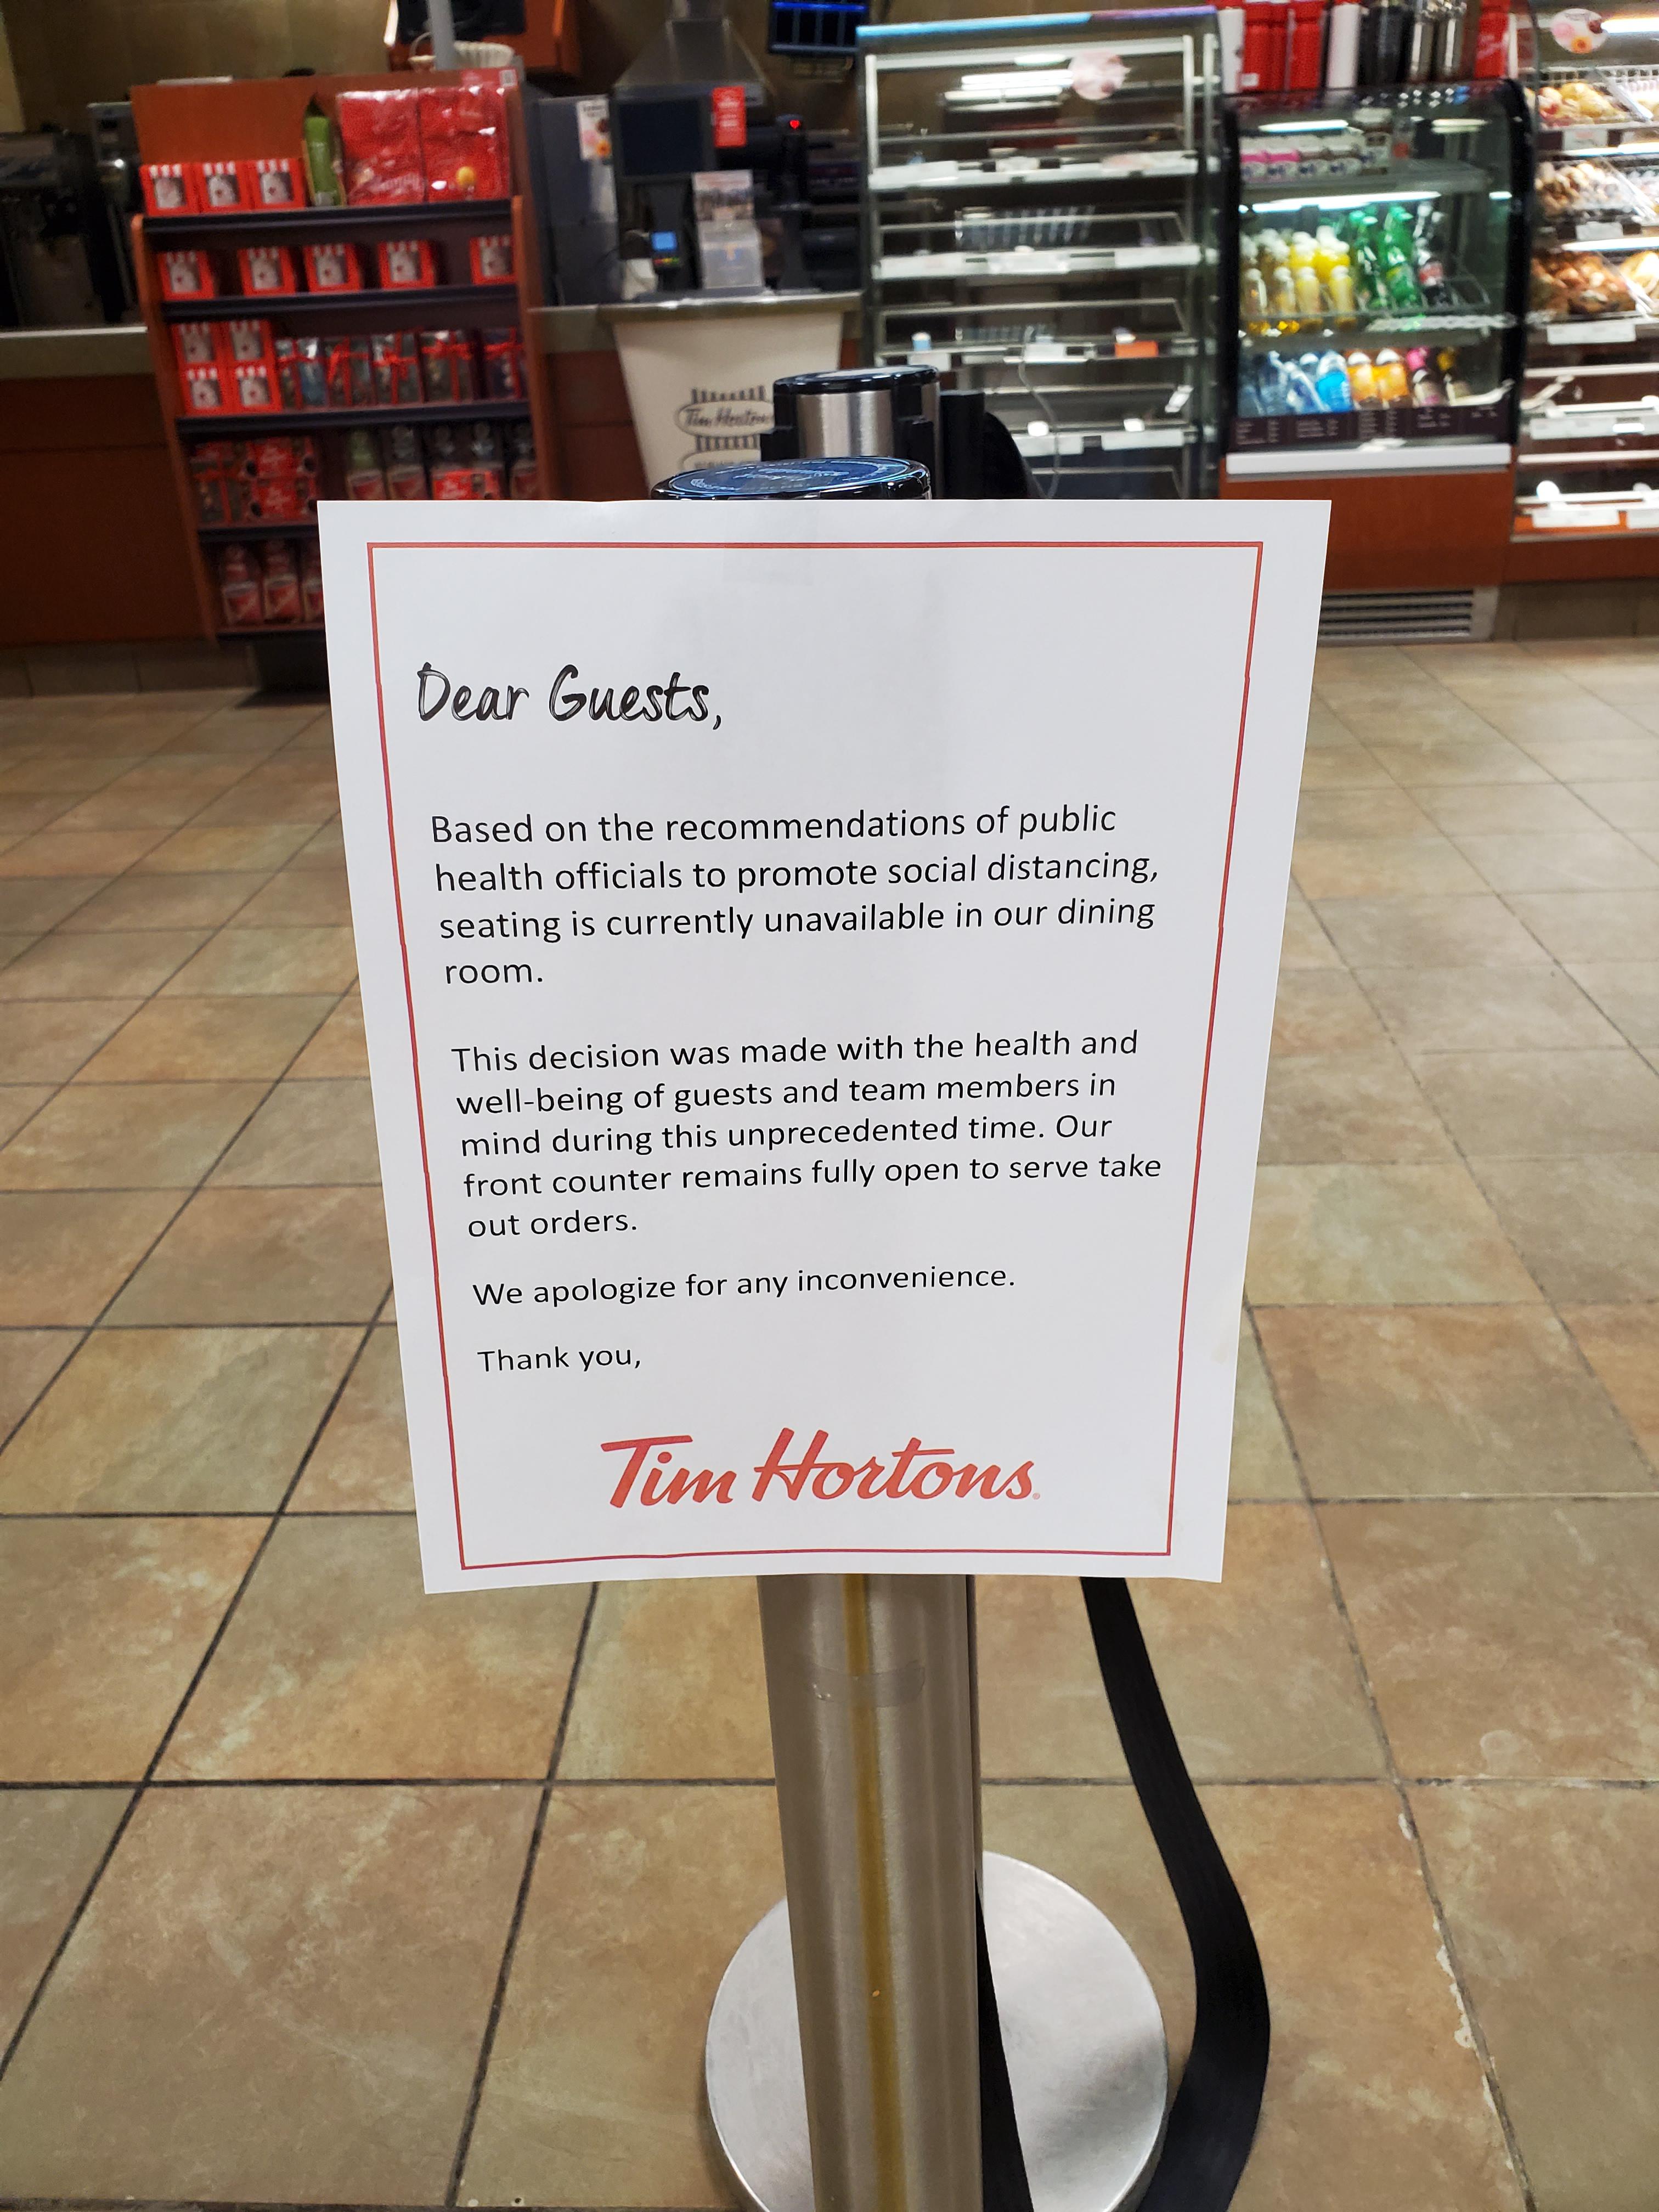 Tim Hortons
Dear Guests,
Based on the recommendations of public
health officials to promote social distancing,
seating is currently unavailable in our dining
room.
This decision was made with the health and
well-being of guests and team members in
mind during this unprecedented time. Our
front counter remains fully open to serve take
out orders.
We apologize for any inconvenience.
Thank you,
Tim Hortons